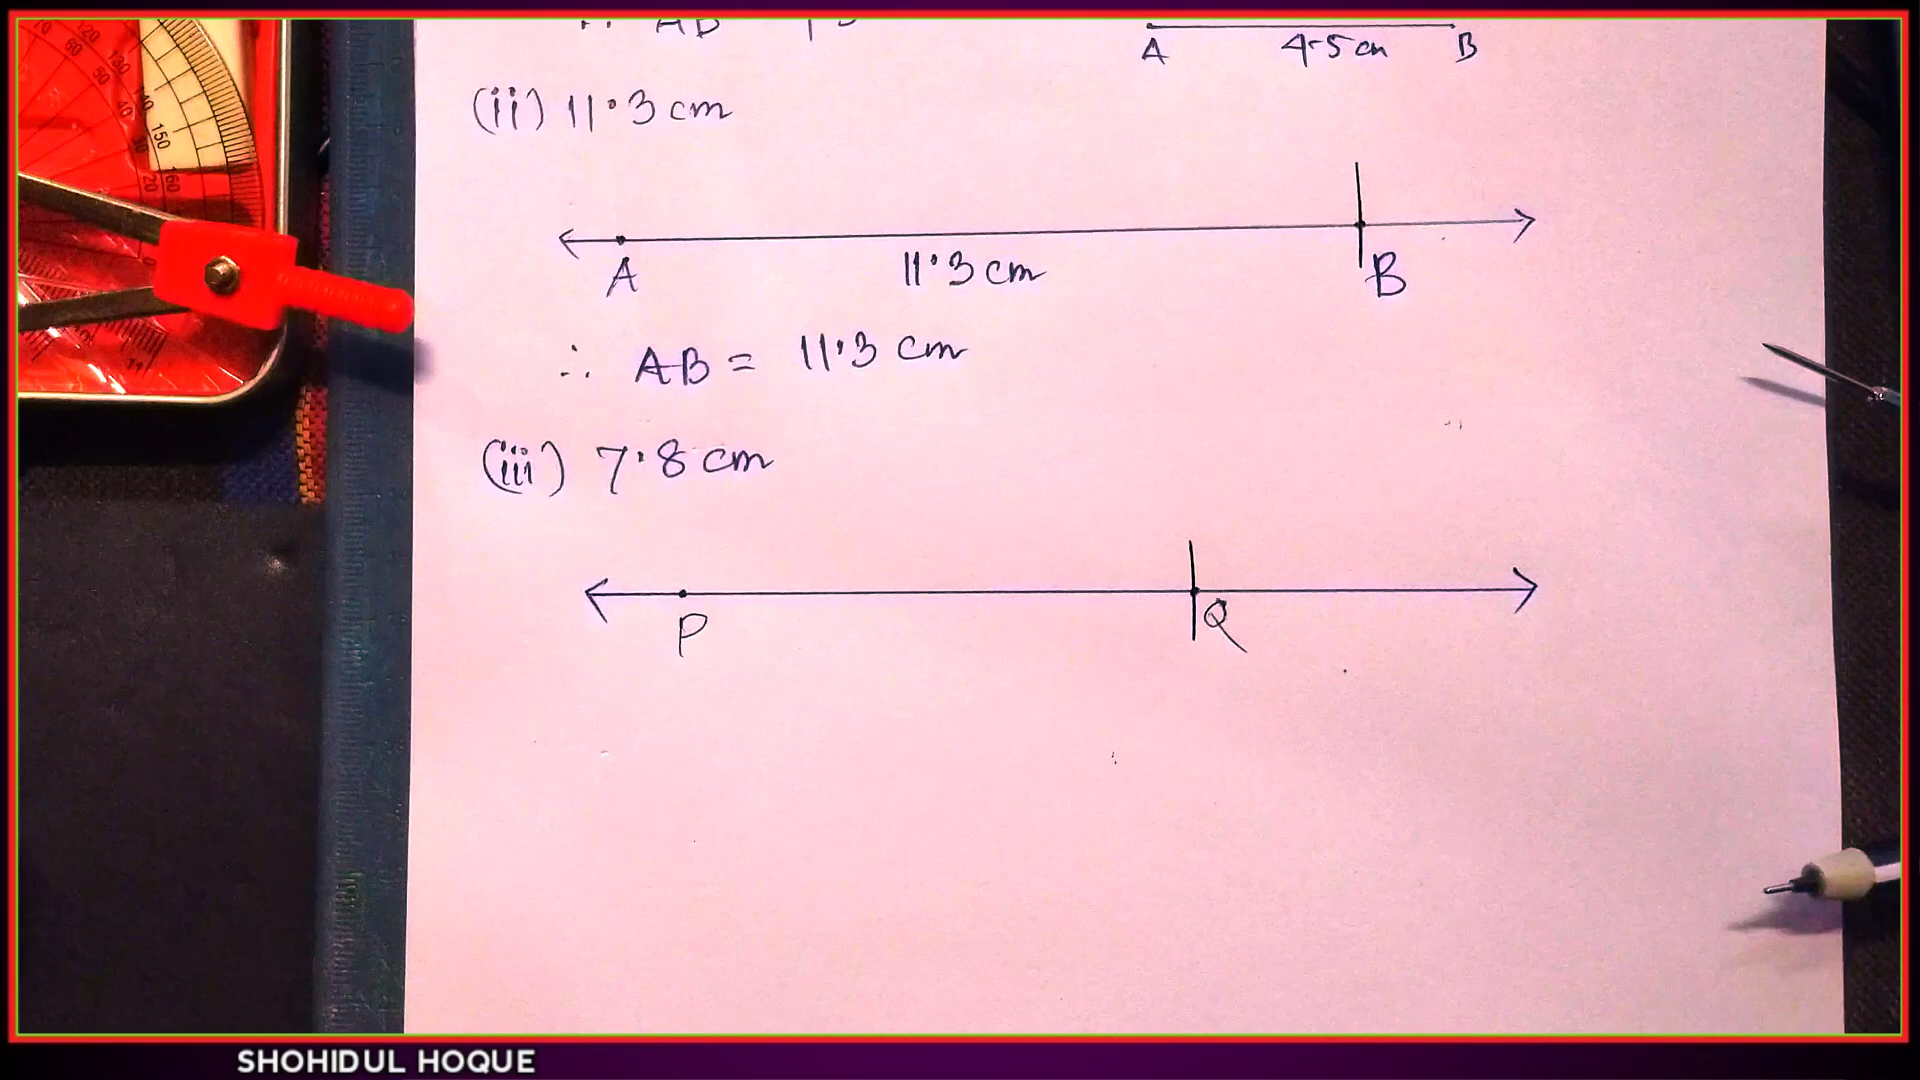 A 4.5 cm B
(ii) 11.3 cm
A 11.3 cm B
∴ AB = 11.3 cm
(iii) 7.8 cm
P Q
SHOHIDUL HOQUE